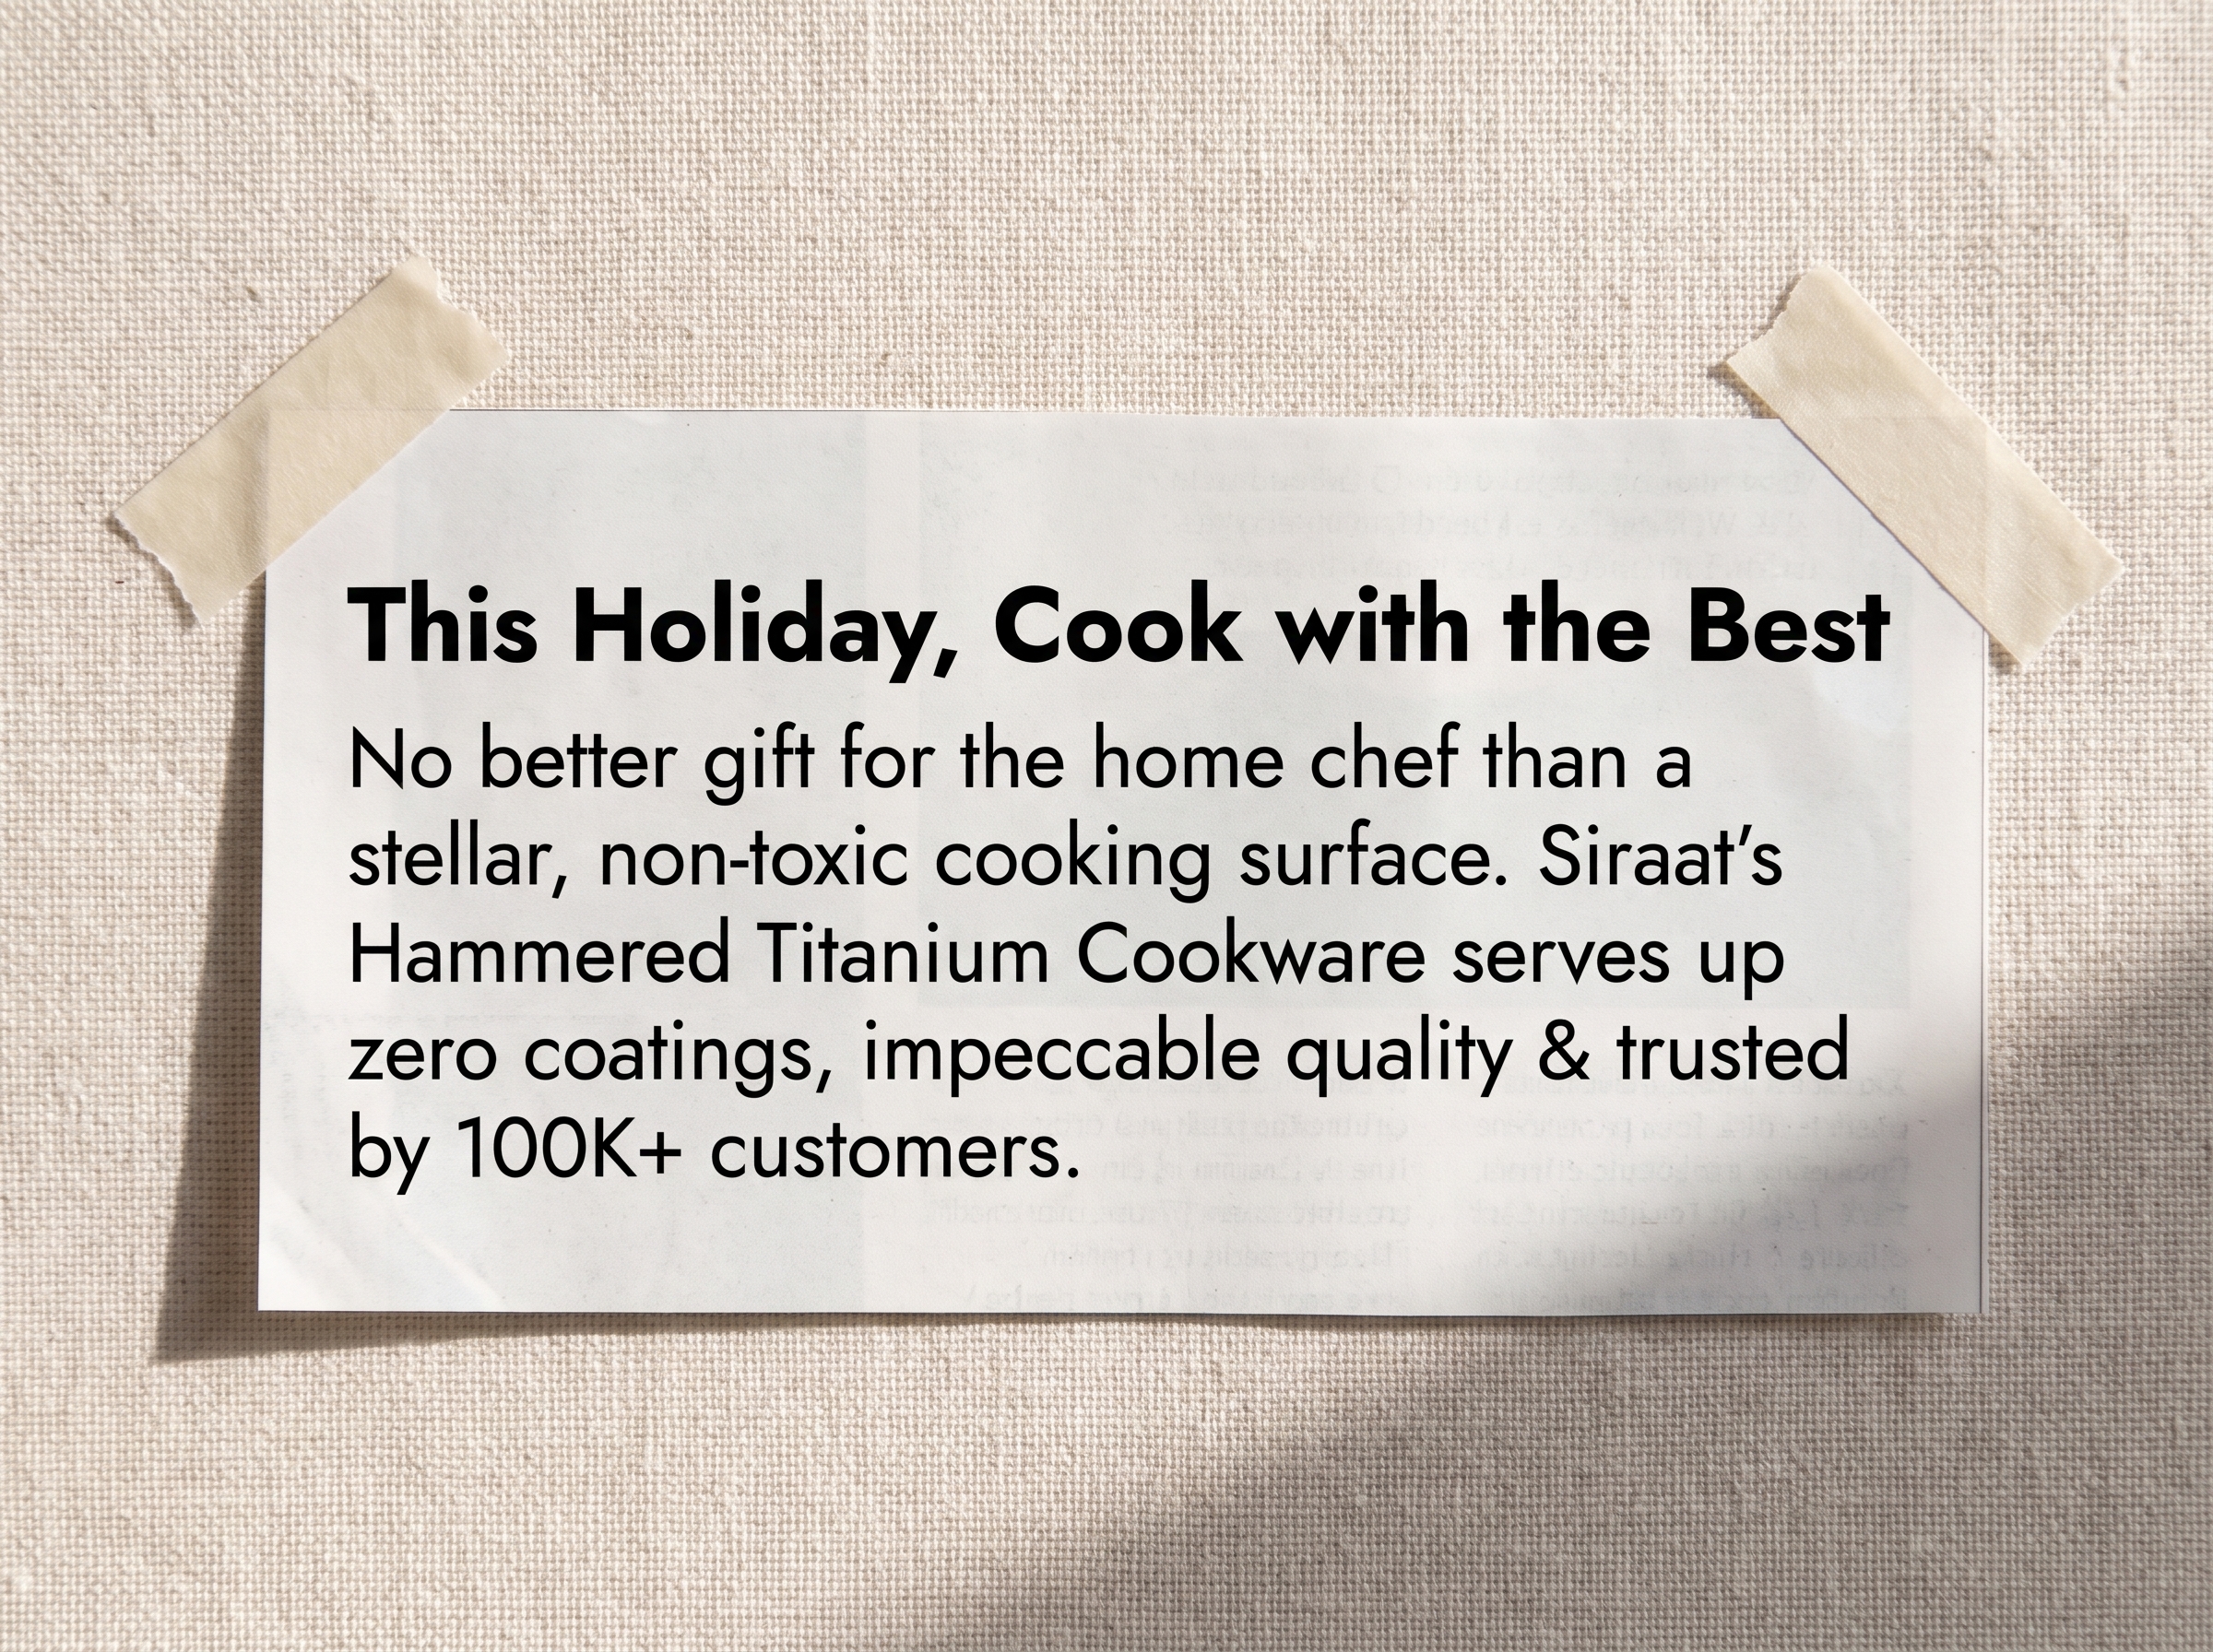 This Holiday, Cook with the Best
No better gift for the home chef than a
stellar, non-toxic cooking surface. Siraat’s
Hammered Titanium Cookware serves up
zero coatings, impeccable quality & trusted
by 100K+ customers.